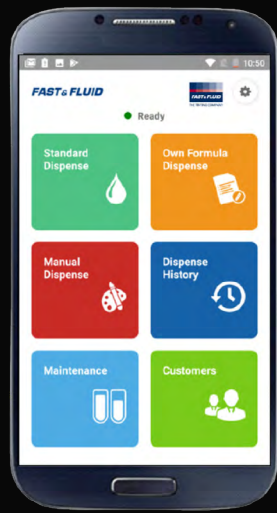 10:50
FAST & FLUID
FAST & FLUID
Ready
Standard
Dispense
Own Formula
Dispense
Manual
Dispense
Dispense
History
Maintenance
Customers